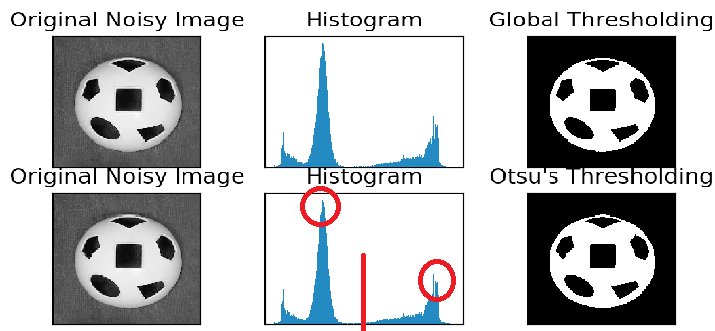 Original Noisy Image
Histogram
Global Thresholding
Original Noisy Image
Histogram
Otsu's Thresholding